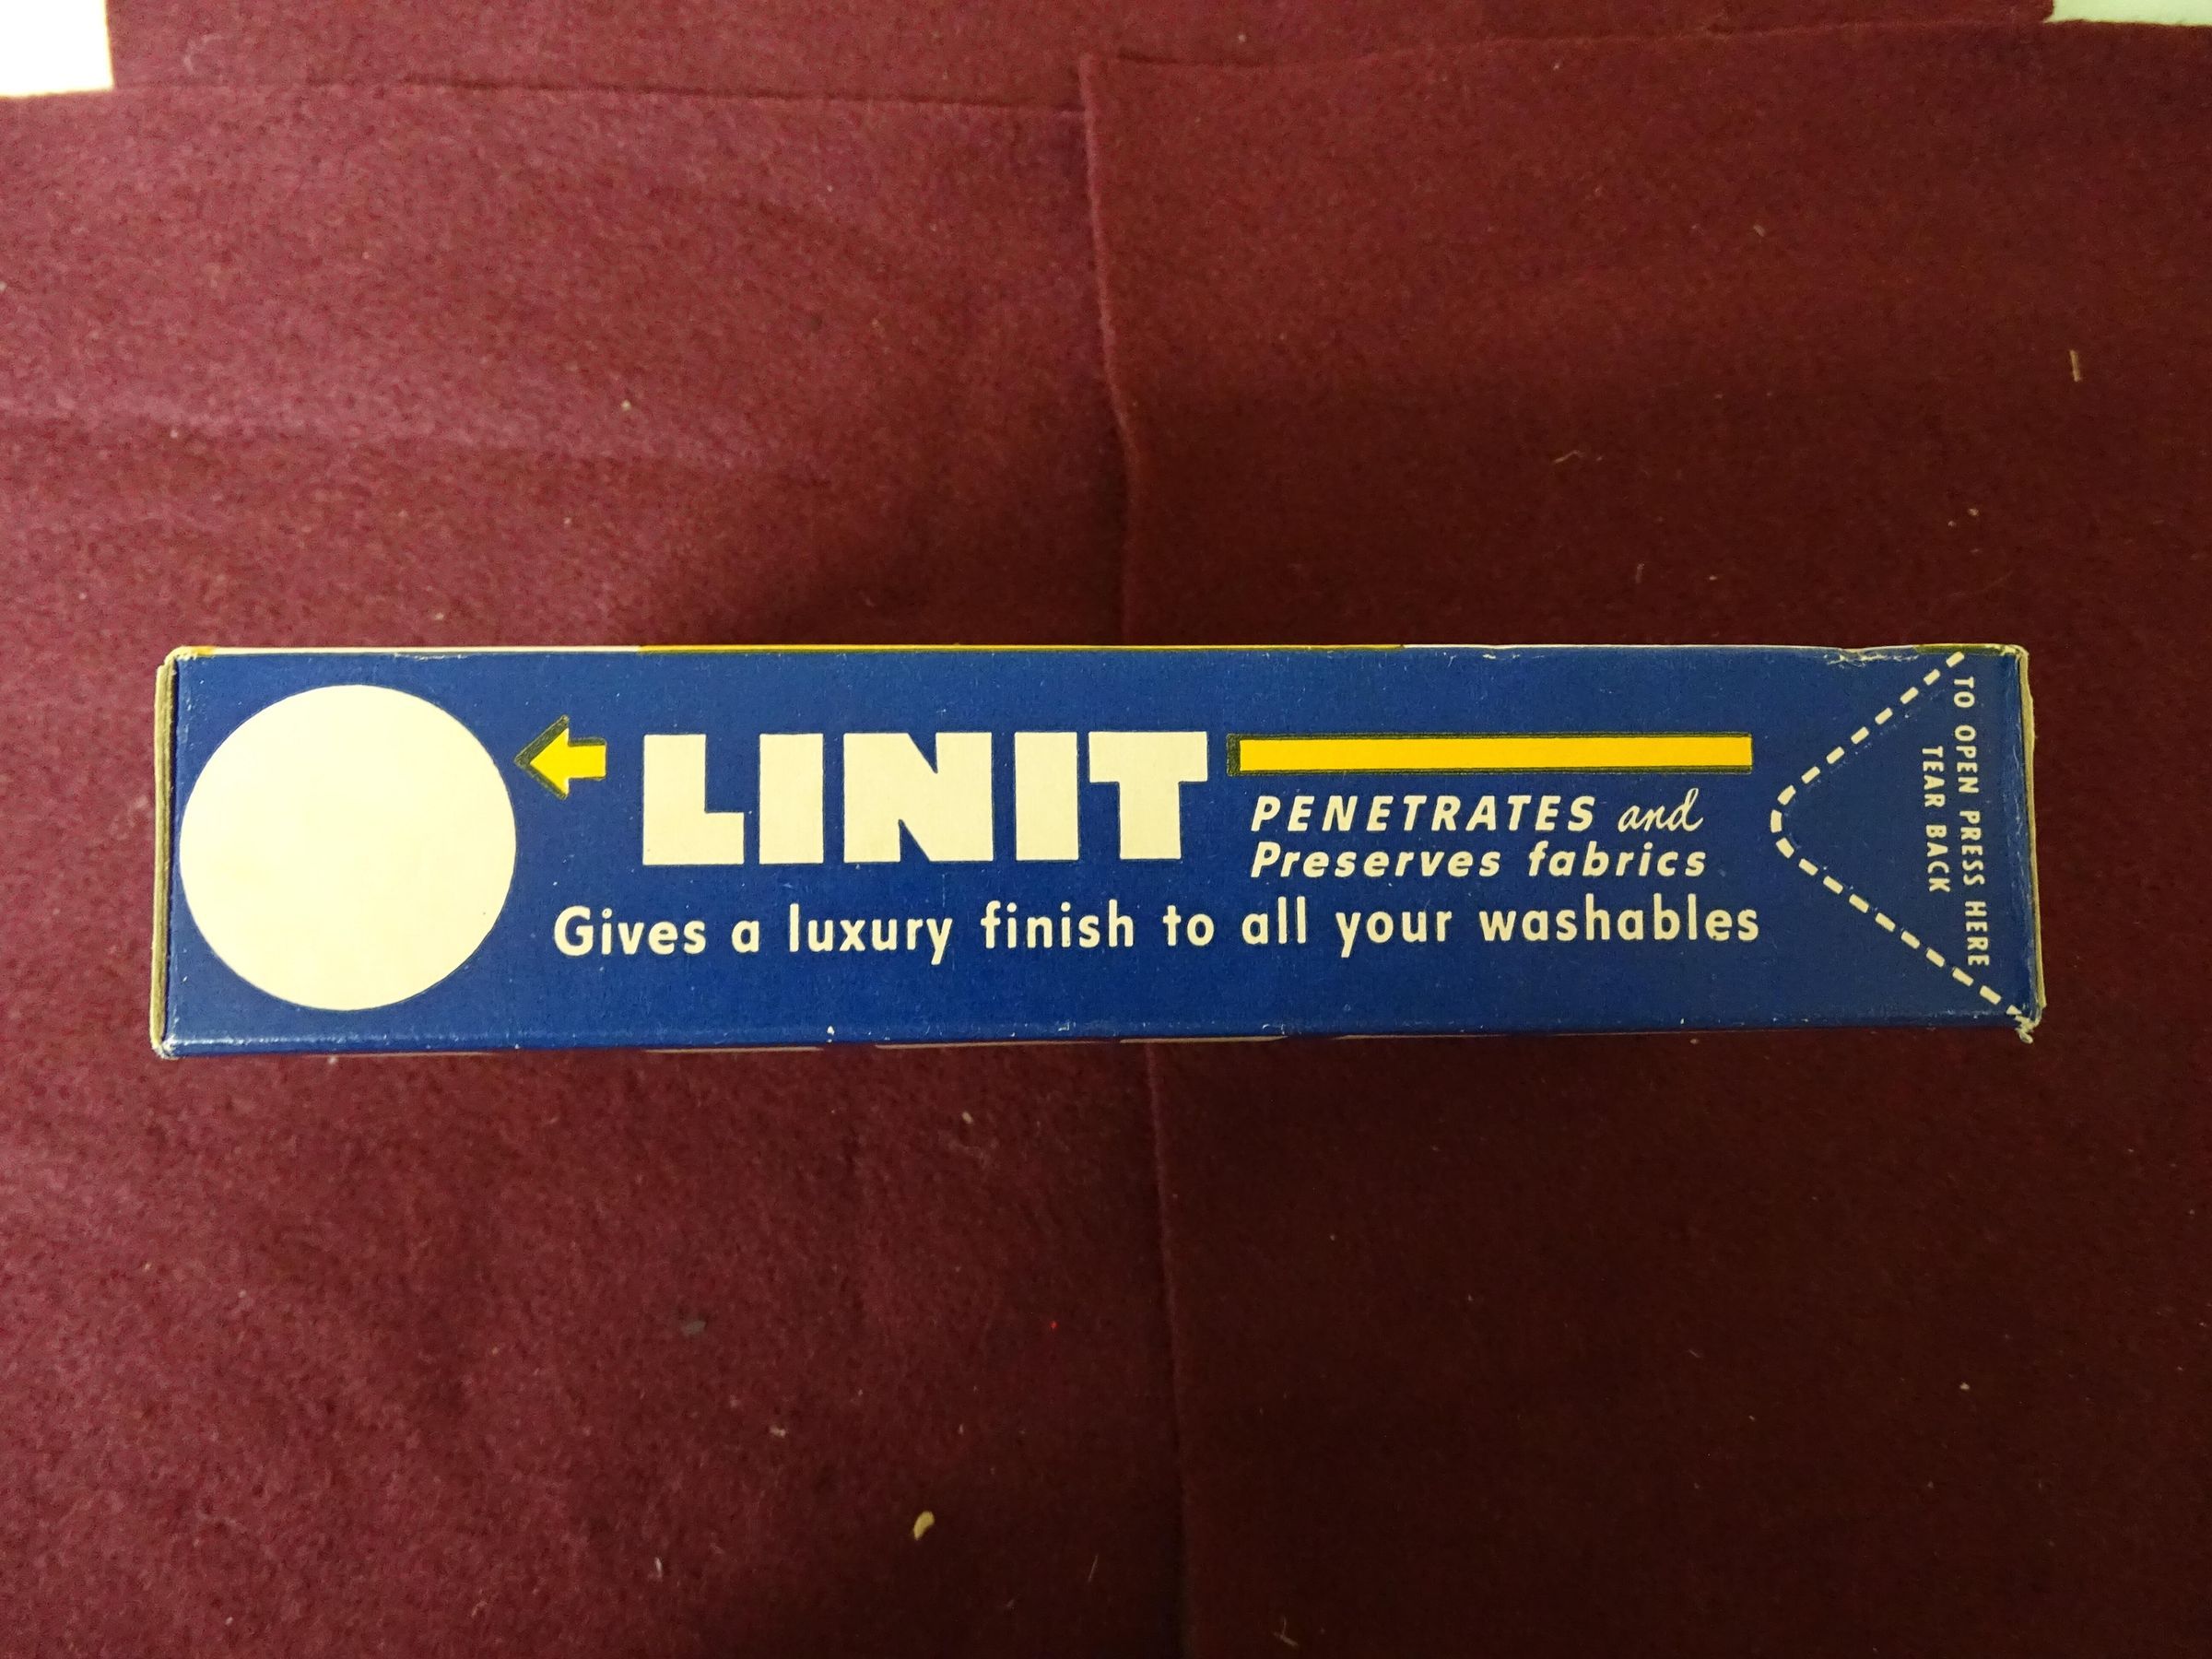 LINIT
PENETRATES and
Preserves fabrics
Gives a luxury finish to all your washables
TO OPEN PRESS HERE
TEAR BACK